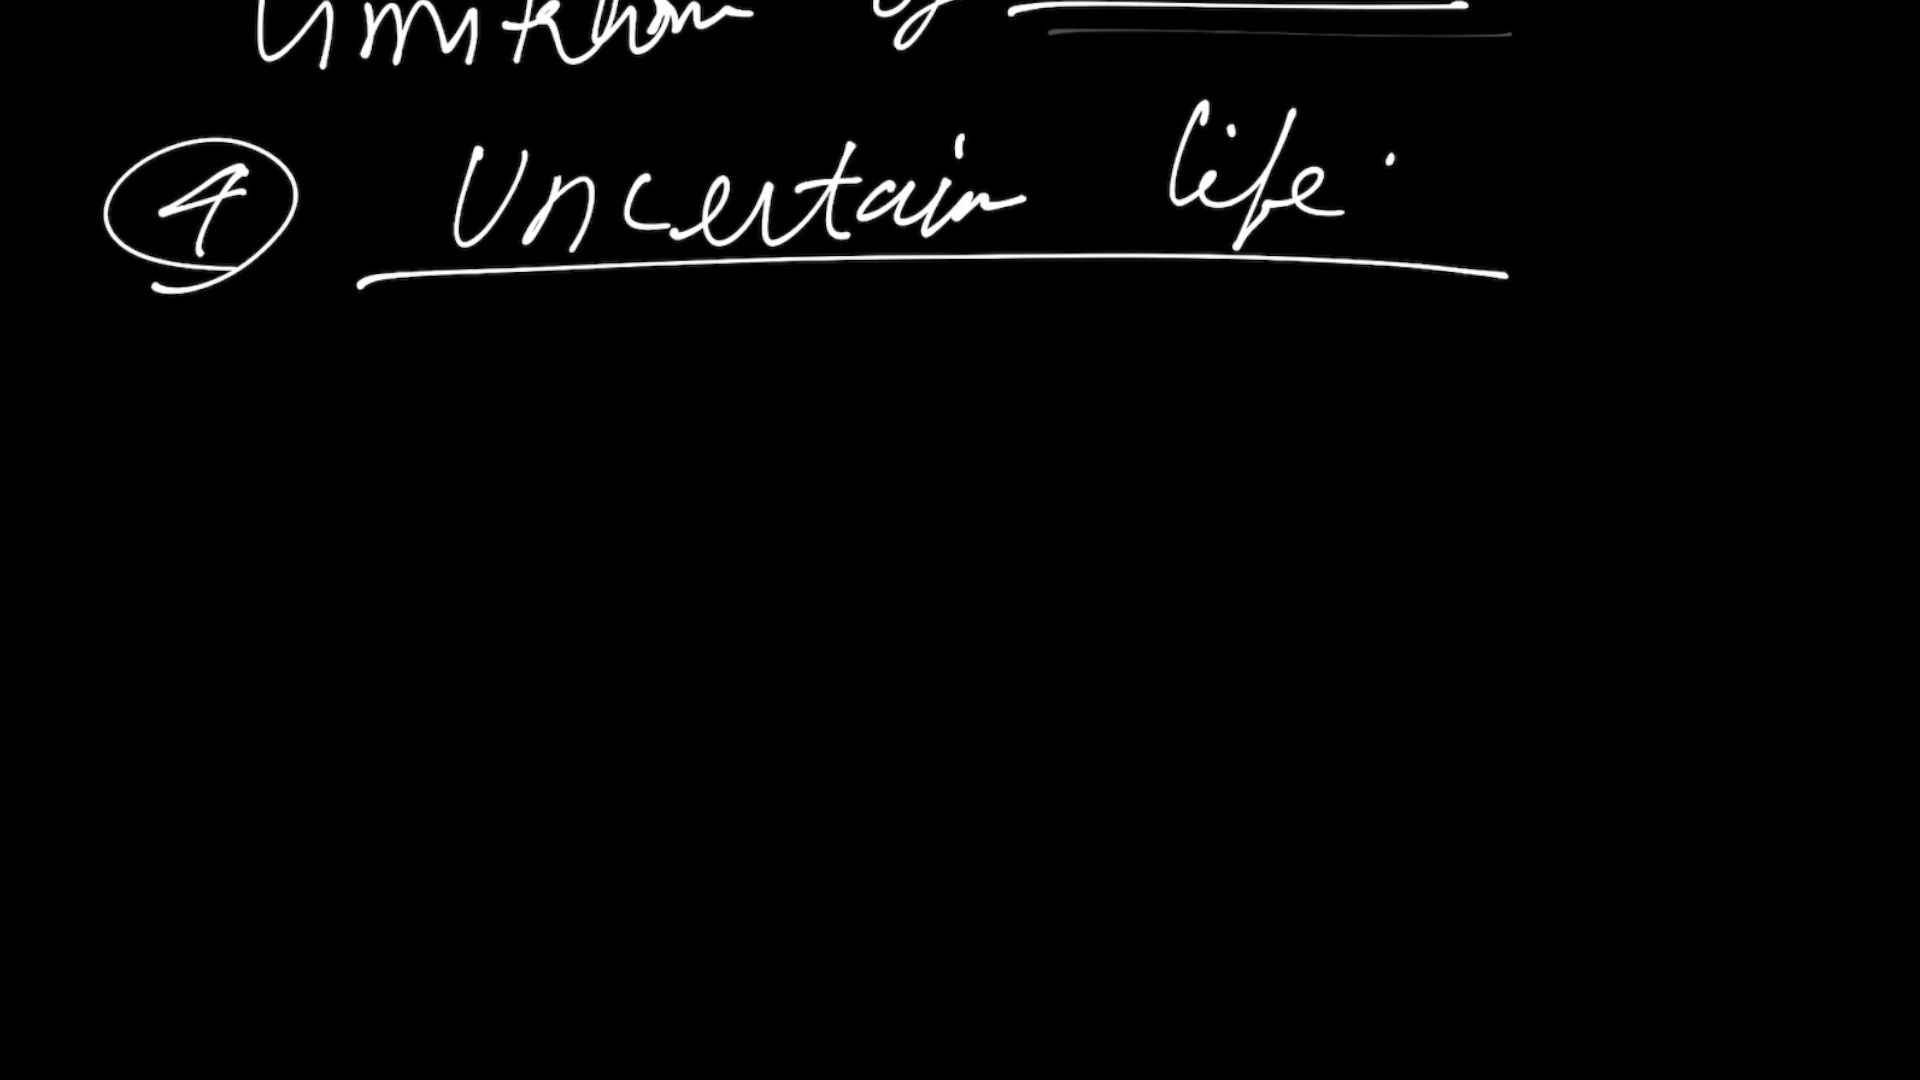 limitation of
④ Uncertain life.